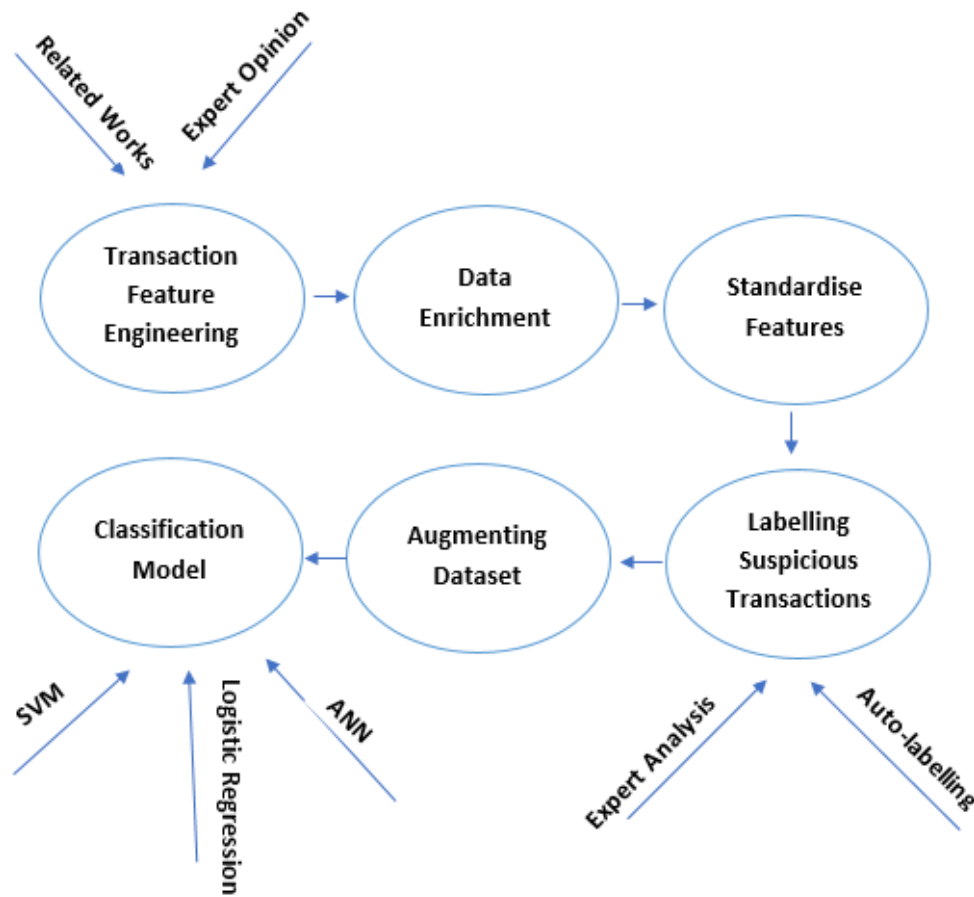 Related Works
Expert Opinion
Transaction
Feature
Engineering
Data
Enrichment
Standardise
Features
Classification
Model
Augmenting
Dataset
Labelling
Suspicious
Transactions
SVM
Logistic Regression
ANN
Expert Analysis
Auto-labelling